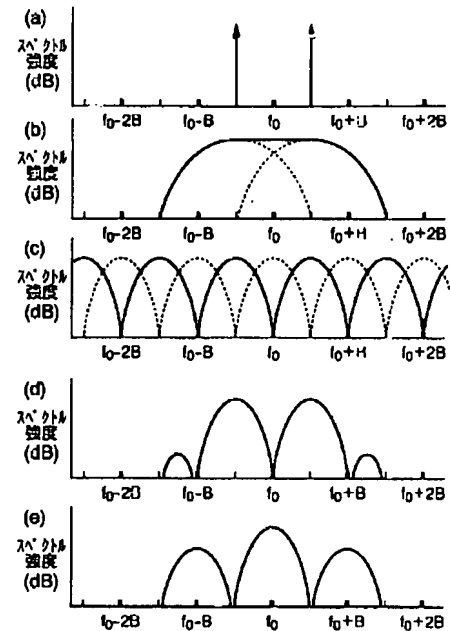 (a)
スペクトル
強度
(dB)
f₀-2B f₀-B f₀ f₀+B f₀+2B
(b)
スペクトル
強度
(dB)
f₀-2B f₀-B f₀ f₀+H f₀+2B
(c)
スペクトル
強度
(dB)
f₀-2B f₀-B f₀ f₀+H f₀+2B
(d)
スペクトル
強度
(dB)
f₀-2D f₀-B f₀ f₀+B f₀+2B
(e)
スペクトル
強度
(dB)
f₀-2B f₀-B f₀ f₀+B f₀+2B